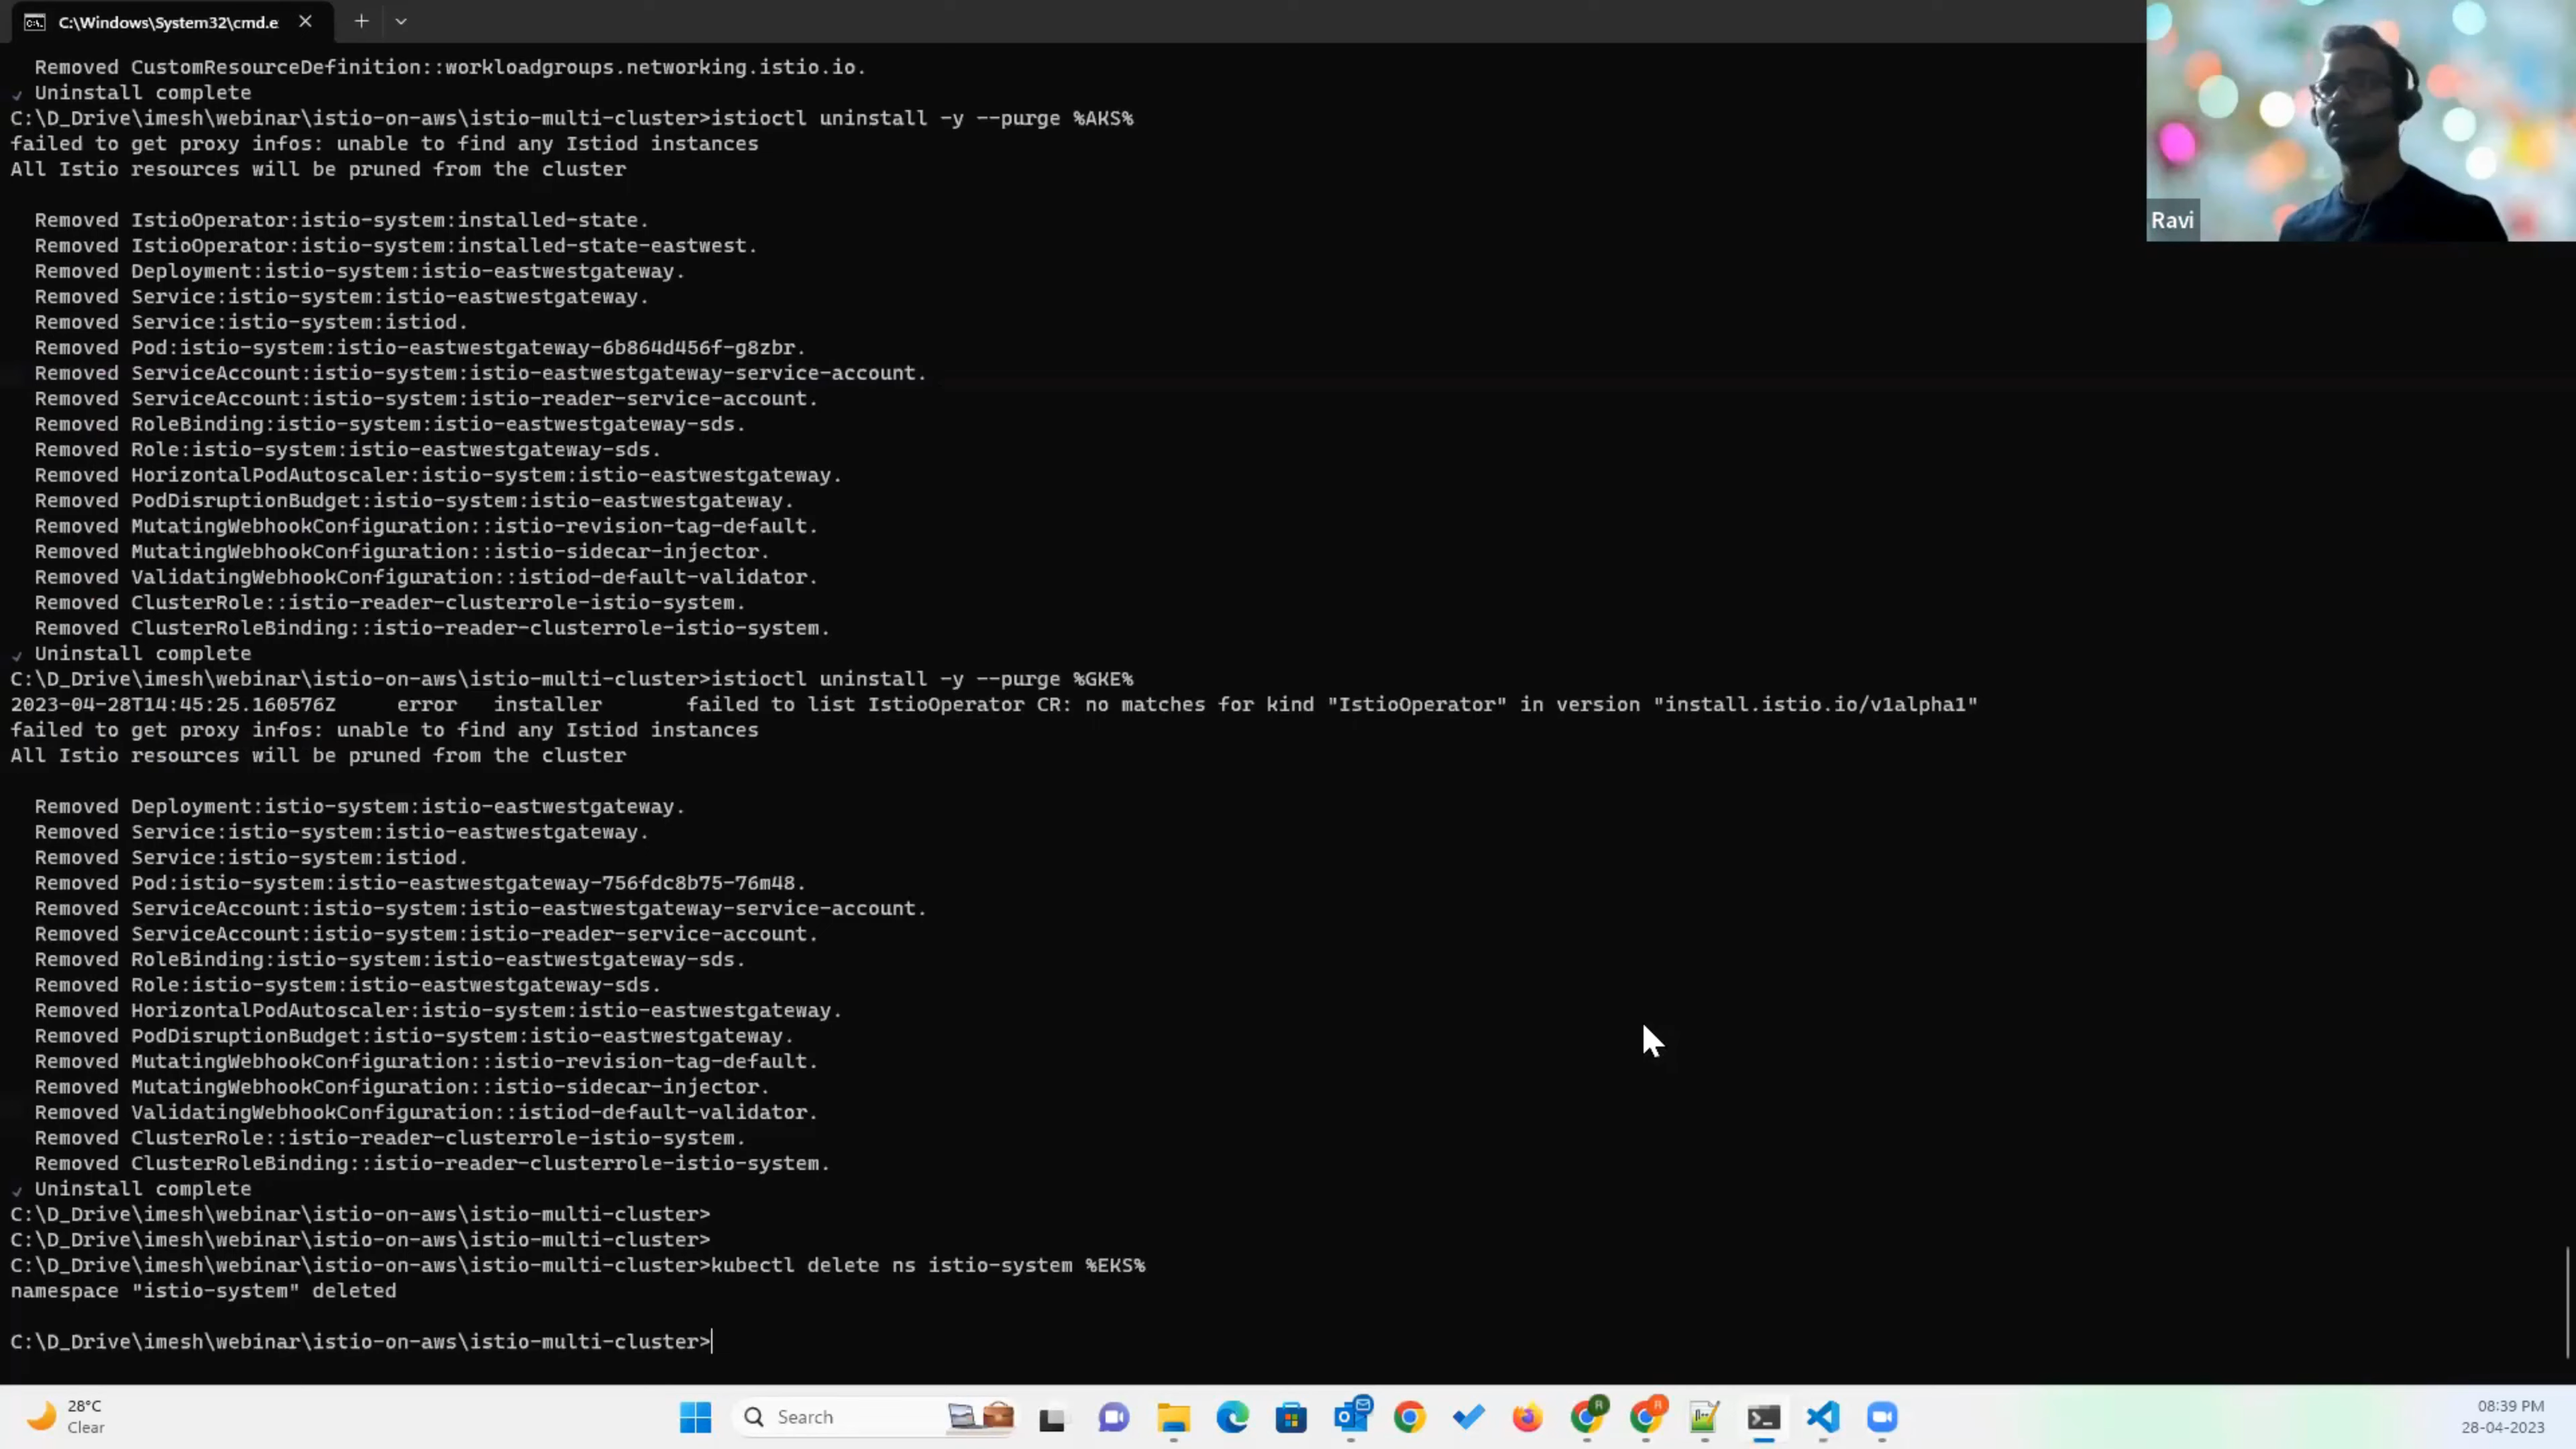 C:\Windows\System32\cmd.e
Removed CustomResourceDefinition::workloadgroups.networking.istio.io.
✓ Uninstall complete
C:\D_Drive\imesh\webinar\istio-on-aws\istio-multi-cluster>istioctl uninstall -y --purge %AKS%
failed to get proxy infos: unable to find any Istiod instances
All Istio resources will be pruned from the cluster
Removed IstioOperator:istio-system:installed-state.
Removed IstioOperator:istio-system:installed-state-eastwest.
Removed Deployment:istio-system:istio-eastwestgateway.
Removed Service:istio-system:istio-eastwestgateway.
Removed Service:istio-system:istiod.
Removed Pod:istio-system:istio-eastwestgateway-6b864d456f-g8zbr.
Removed ServiceAccount:istio-system:istio-eastwestgateway-service-account.
Removed ServiceAccount:istio-system:istio-reader-service-account.
Removed RoleBinding:istio-system:istio-eastwestgateway-sds.
Removed Role:istio-system:istio-eastwestgateway-sds.
Removed HorizontalPodAutoscaler:istio-system:istio-eastwestgateway.
Removed PodDisruptionBudget:istio-system:istio-eastwestgateway.
Removed MutatingWebhookConfiguration::istio-revision-tag-default.
Removed MutatingWebhookConfiguration::istio-sidecar-injector.
Removed ValidatingWebhookConfiguration::istiod-default-validator.
Removed ClusterRole::istio-reader-clusterrole-istio-system.
Removed ClusterRoleBinding::istio-reader-clusterrole-istio-system.
✓ Uninstall complete
C:\D_Drive\imesh\webinar\istio-on-aws\istio-multi-cluster>istioctl uninstall -y --purge %GKE%
2023-04-28T14:45:25.160576Z error installer failed to list IstioOperator CR: no matches for kind "IstioOperator" in version "install.istio.io/v1alpha1"
failed to get proxy infos: unable to find any Istiod instances
All Istio resources will be pruned from the cluster
Removed Deployment:istio-system:istio-eastwestgateway.
Removed Service:istio-system:istio-eastwestgateway.
Removed Service:istio-system:istiod.
Removed Pod:istio-system:istio-eastwestgateway-756fdc8b75-76m48.
Removed ServiceAccount:istio-system:istio-eastwestgateway-service-account.
Removed ServiceAccount:istio-system:istio-reader-service-account.
Removed RoleBinding:istio-system:istio-eastwestgateway-sds.
Removed Role:istio-system:istio-eastwestgateway-sds.
Removed HorizontalPodAutoscaler:istio-system:istio-eastwestgateway.
Removed PodDisruptionBudget:istio-system:istio-eastwestgateway.
Removed MutatingWebhookConfiguration::istio-revision-tag-default.
Removed MutatingWebhookConfiguration::istio-sidecar-injector.
Removed ValidatingWebhookConfiguration::istiod-default-validator.
Removed ClusterRole::istio-reader-clusterrole-istio-system.
Removed ClusterRoleBinding::istio-reader-clusterrole-istio-system.
✓ Uninstall complete
C:\D_Drive\imesh\webinar\istio-on-aws\istio-multi-cluster>
C:\D_Drive\imesh\webinar\istio-on-aws\istio-multi-cluster>
C:\D_Drive\imesh\webinar\istio-on-aws\istio-multi-cluster>kubectl delete ns istio-system %EKS%
namespace "istio-system" deleted
C:\D_Drive\imesh\webinar\istio-on-aws\istio-multi-cluster>
Ravi
28°C
Clear
Search
08:39 PM
28-04-2023